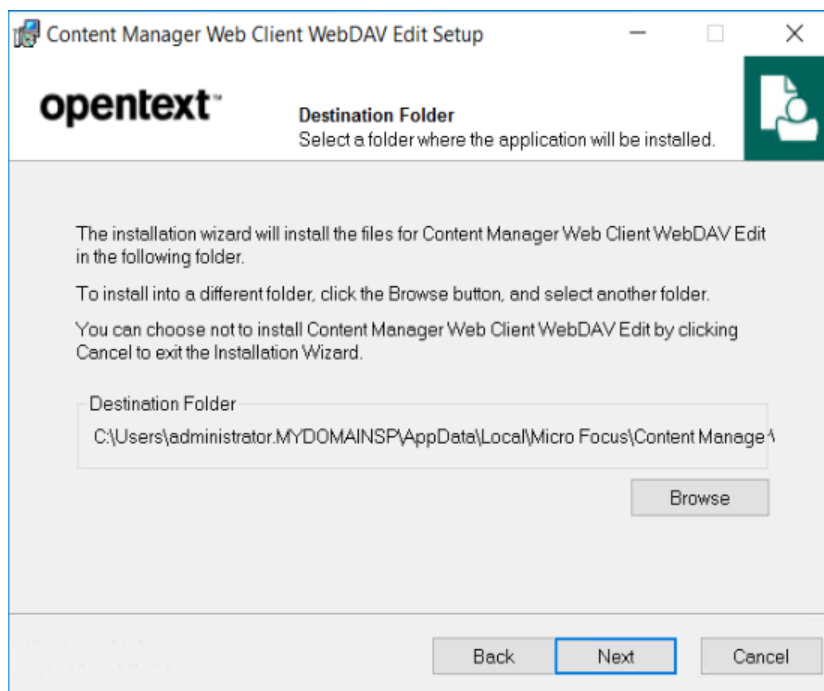 Content Manager Web Client WebDAV Edit Setup
opentext™
Destination Folder
Select a folder where the application will be installed.
The installation wizard will install the files for Content Manager Web Client WebDAV Edit
in the following folder.
To install into a different folder, click the Browse button, and select another folder.
You can choose not to install Content Manager Web Client WebDAV Edit by clicking
Cancel to exit the Installation Wizard.
Destination Folder
C:\Users\administrator.MYDOMAINSP\AppData\Local\Micro Focus\Content Manage
Browse
Back
Next
Cancel